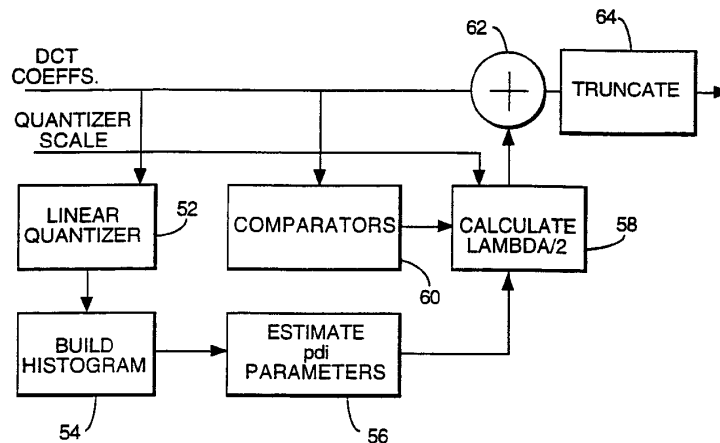 62
64
DCT
COEFFS.
TRUNCATE
QUANTIZER
SCALE
LINEAR
QUANTIZER
52
COMPARATORS
60
CALCULATE
LAMBDA/2
58
BUILD
HISTOGRAM
54
ESTIMATE
pdi
PARAMETERS
56